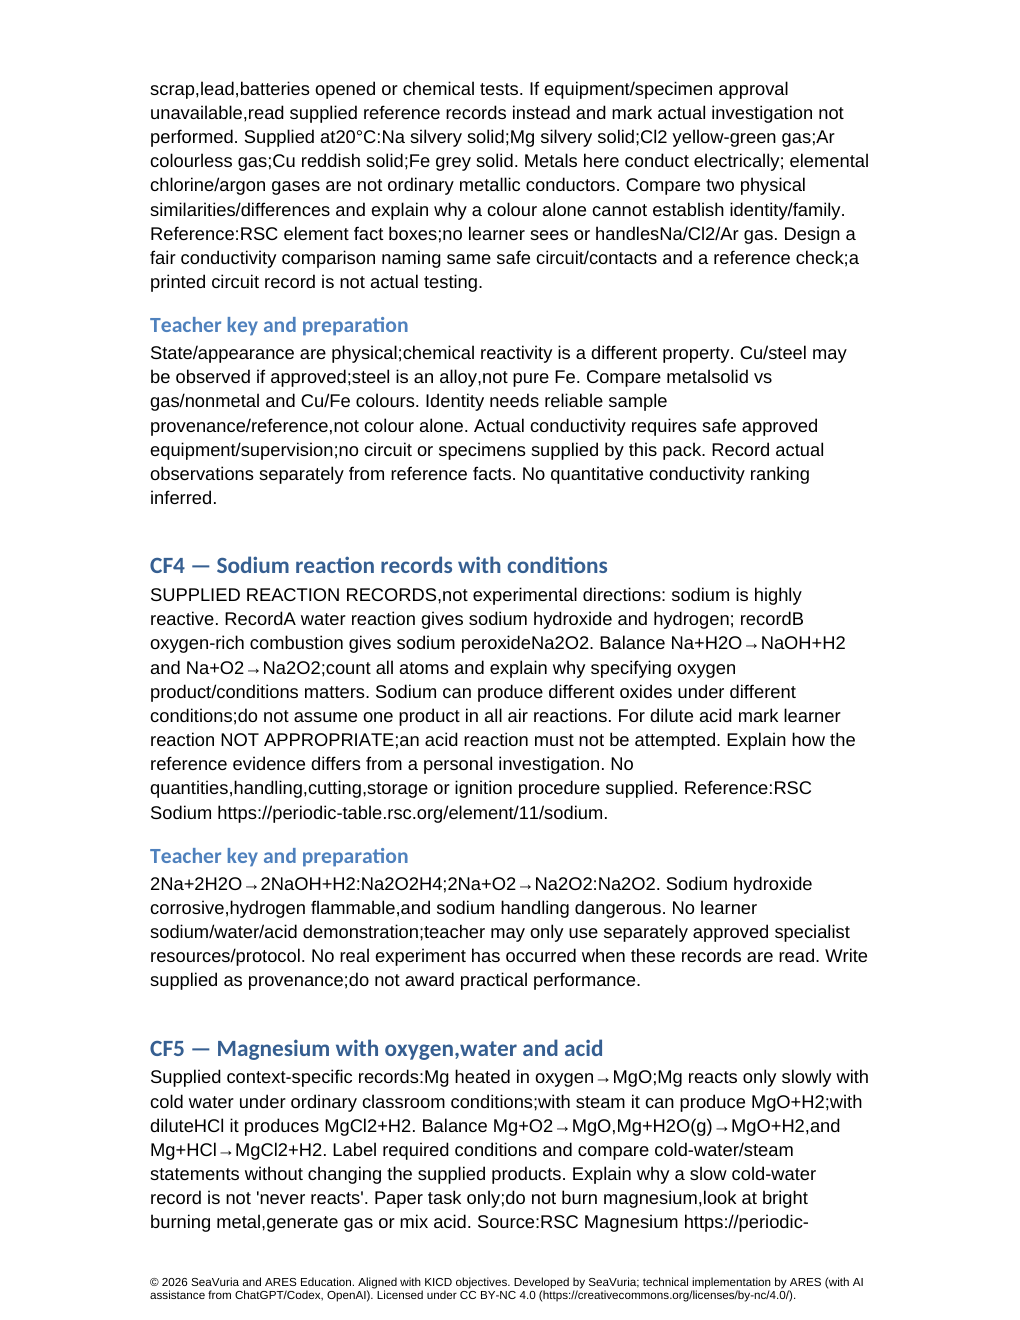 scrap,lead,batteries opened or chemical tests. If equipment/specimen approval
unavailable,read supplied reference records instead and mark actual investigation not
performed. Supplied at20°C:Na silvery solid;Mg silvery solid;Cl2 yellow-green gas;Ar
colourless gas;Cu reddish solid;Fe grey solid. Metals here conduct electrically; elemental
chlorine/argon gases are not ordinary metallic conductors. Compare two physical
similarities/differences and explain why a colour alone cannot establish identity/family.
Reference:RSC element fact boxes;no learner sees or handlesNa/Cl2/Ar gas. Design a
fair conductivity comparison naming same safe circuit/contacts and a reference check;a
printed circuit record is not actual testing.
Teacher key and preparation
State/appearance are physical;chemical reactivity is a different property. Cu/steel may
be observed if approved;steel is an alloy,not pure Fe. Compare metalsolid vs
gas/nonmetal and Cu/Fe colours. Identity needs reliable sample
provenance/reference,not colour alone. Actual conductivity requires safe approved
equipment/supervision;no circuit or specimens supplied by this pack. Record actual
observations separately from reference facts. No quantitative conductivity ranking
inferred.
CF4 — Sodium reaction records with conditions
SUPPLIED REACTION RECORDS,not experimental directions: sodium is highly
reactive. RecordA water reaction gives sodium hydroxide and hydrogen; recordB
oxygen-rich combustion gives sodium peroxideNa2O2. Balance Na+H2O→NaOH+H2
and Na+O2→Na2O2;count all atoms and explain why specifying oxygen
product/conditions matters. Sodium can produce different oxides under different
conditions;do not assume one product in all air reactions. For dilute acid mark learner
reaction NOT APPROPRIATE;an acid reaction must not be attempted. Explain how the
reference evidence differs from a personal investigation. No
quantities,handling,cutting,storage or ignition procedure supplied. Reference:RSC
Sodium https://periodic-table.rsc.org/element/11/sodium.
Teacher key and preparation
2Na+2H2O→2NaOH+H2:Na2O2H4;2Na+O2→Na2O2:Na2O2. Sodium hydroxide
corrosive,hydrogen flammable,and sodium handling dangerous. No learner
sodium/water/acid demonstration;teacher may only use separately approved specialist
resources/protocol. No real experiment has occurred when these records are read. Write
supplied as provenance;do not award practical performance.
CF5 — Magnesium with oxygen,water and acid
Supplied context-specific records:Mg heated in oxygen→MgO;Mg reacts only slowly with
cold water under ordinary classroom conditions;with steam it can produce MgO+H2;with
diluteHCl it produces MgCl2+H2. Balance Mg+O2→MgO,Mg+H2O(g)→MgO+H2,and
Mg+HCl→MgCl2+H2. Label required conditions and compare cold-water/steam
statements without changing the supplied products. Explain why a slow cold-water
record is not 'never reacts'. Paper task only;do not burn magnesium,look at bright
burning metal,generate gas or mix acid. Source:RSC Magnesium https://periodic-
© 2026 SeaVuria and ARES Education. Aligned with KICD objectives. Developed by SeaVuria; technical implementation by ARES (with AI
assistance from ChatGPT/Codex, OpenAI). Licensed under CC BY-NC 4.0 (https://creativecommons.org/licenses/by-nc/4.0/).